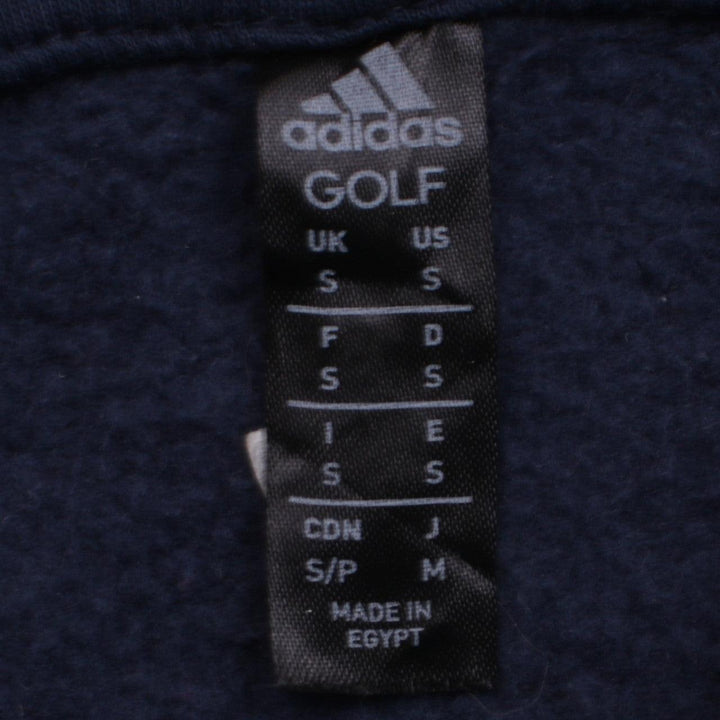 adidas
GOLF
UK US
S S
F D
S S
I E
S S
CDN J
S/P M
MADE IN
EGYPT